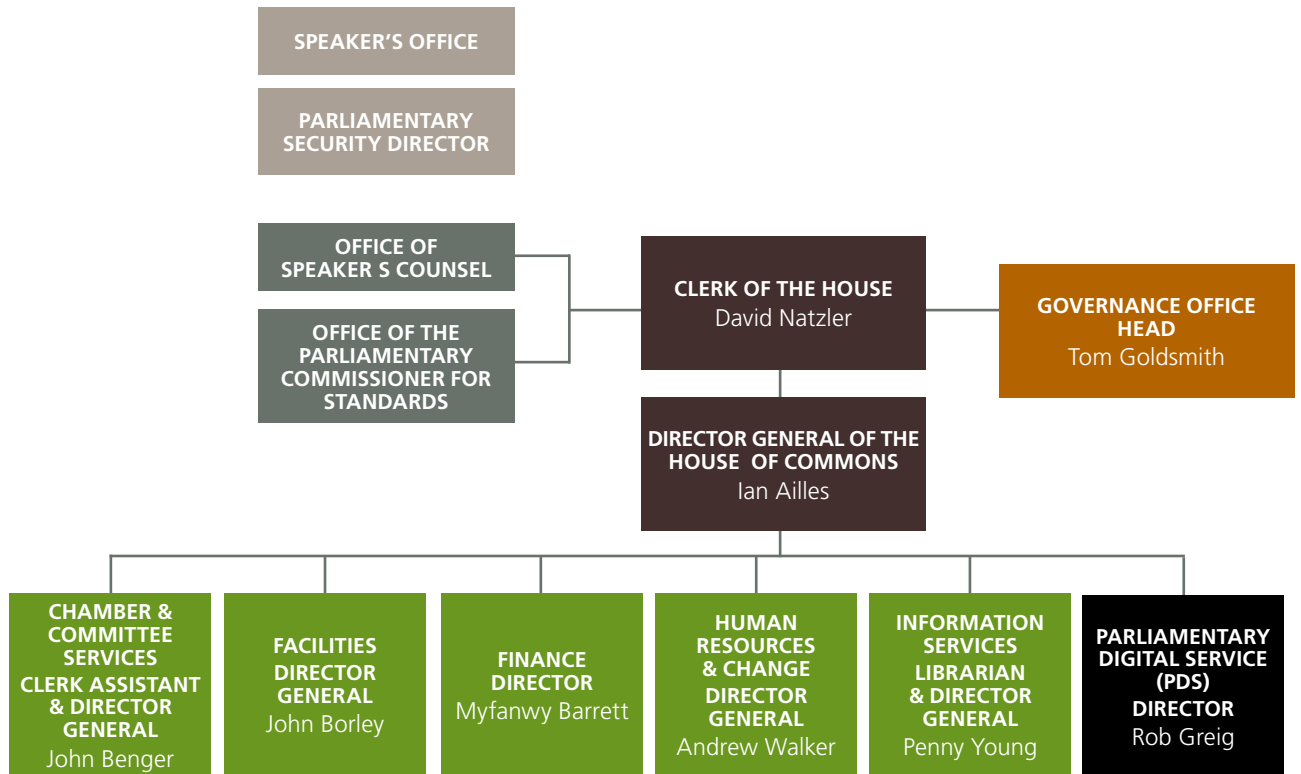 SPEAKER’S OFFICE
PARLIAMENTARY
SECURITY DIRECTOR
OFFICE OF
SPEAKER S COUNSEL
OFFICE OF THE
PARLIAMENTARY
COMMISSIONER FOR
STANDARDS
CLERK OF THE HOUSE
David Natzler
GOVERNANCE OFFICE
HEAD
Tom Goldsmith
DIRECTOR GENERAL OF THE
HOUSE OF COMMONS
Ian Ailles
CHAMBER &
COMMITTEE
SERVICES
CLERK ASSISTANT
& DIRECTOR
GENERAL
John Benger
FACILITIES
DIRECTOR
GENERAL
John Borley
FINANCE
DIRECTOR
Myfanwy Barrett
HUMAN
RESOURCES
& CHANGE
DIRECTOR
GENERAL
Andrew Walker
INFORMATION
SERVICES
LIBRARIAN
& DIRECTOR
GENERAL
Penny Young
PARLIAMENTARY
DIGITAL SERVICE
(PDS)
DIRECTOR
Rob Greig